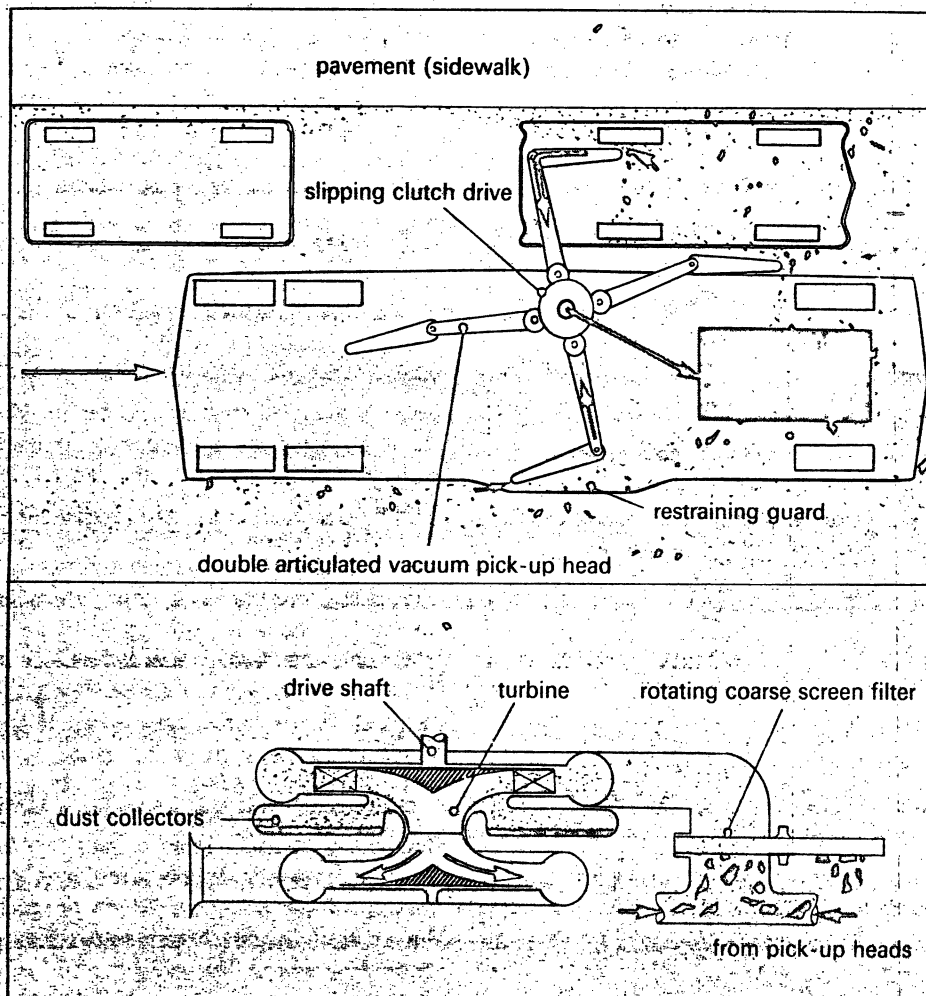 pavement (sidewalk)
slipping clutch drive
restraining guard
double articulated vacuum pick-up head
drive shaft
turbine
rotating coarse screen filter
dust collectors
from pick-up heads